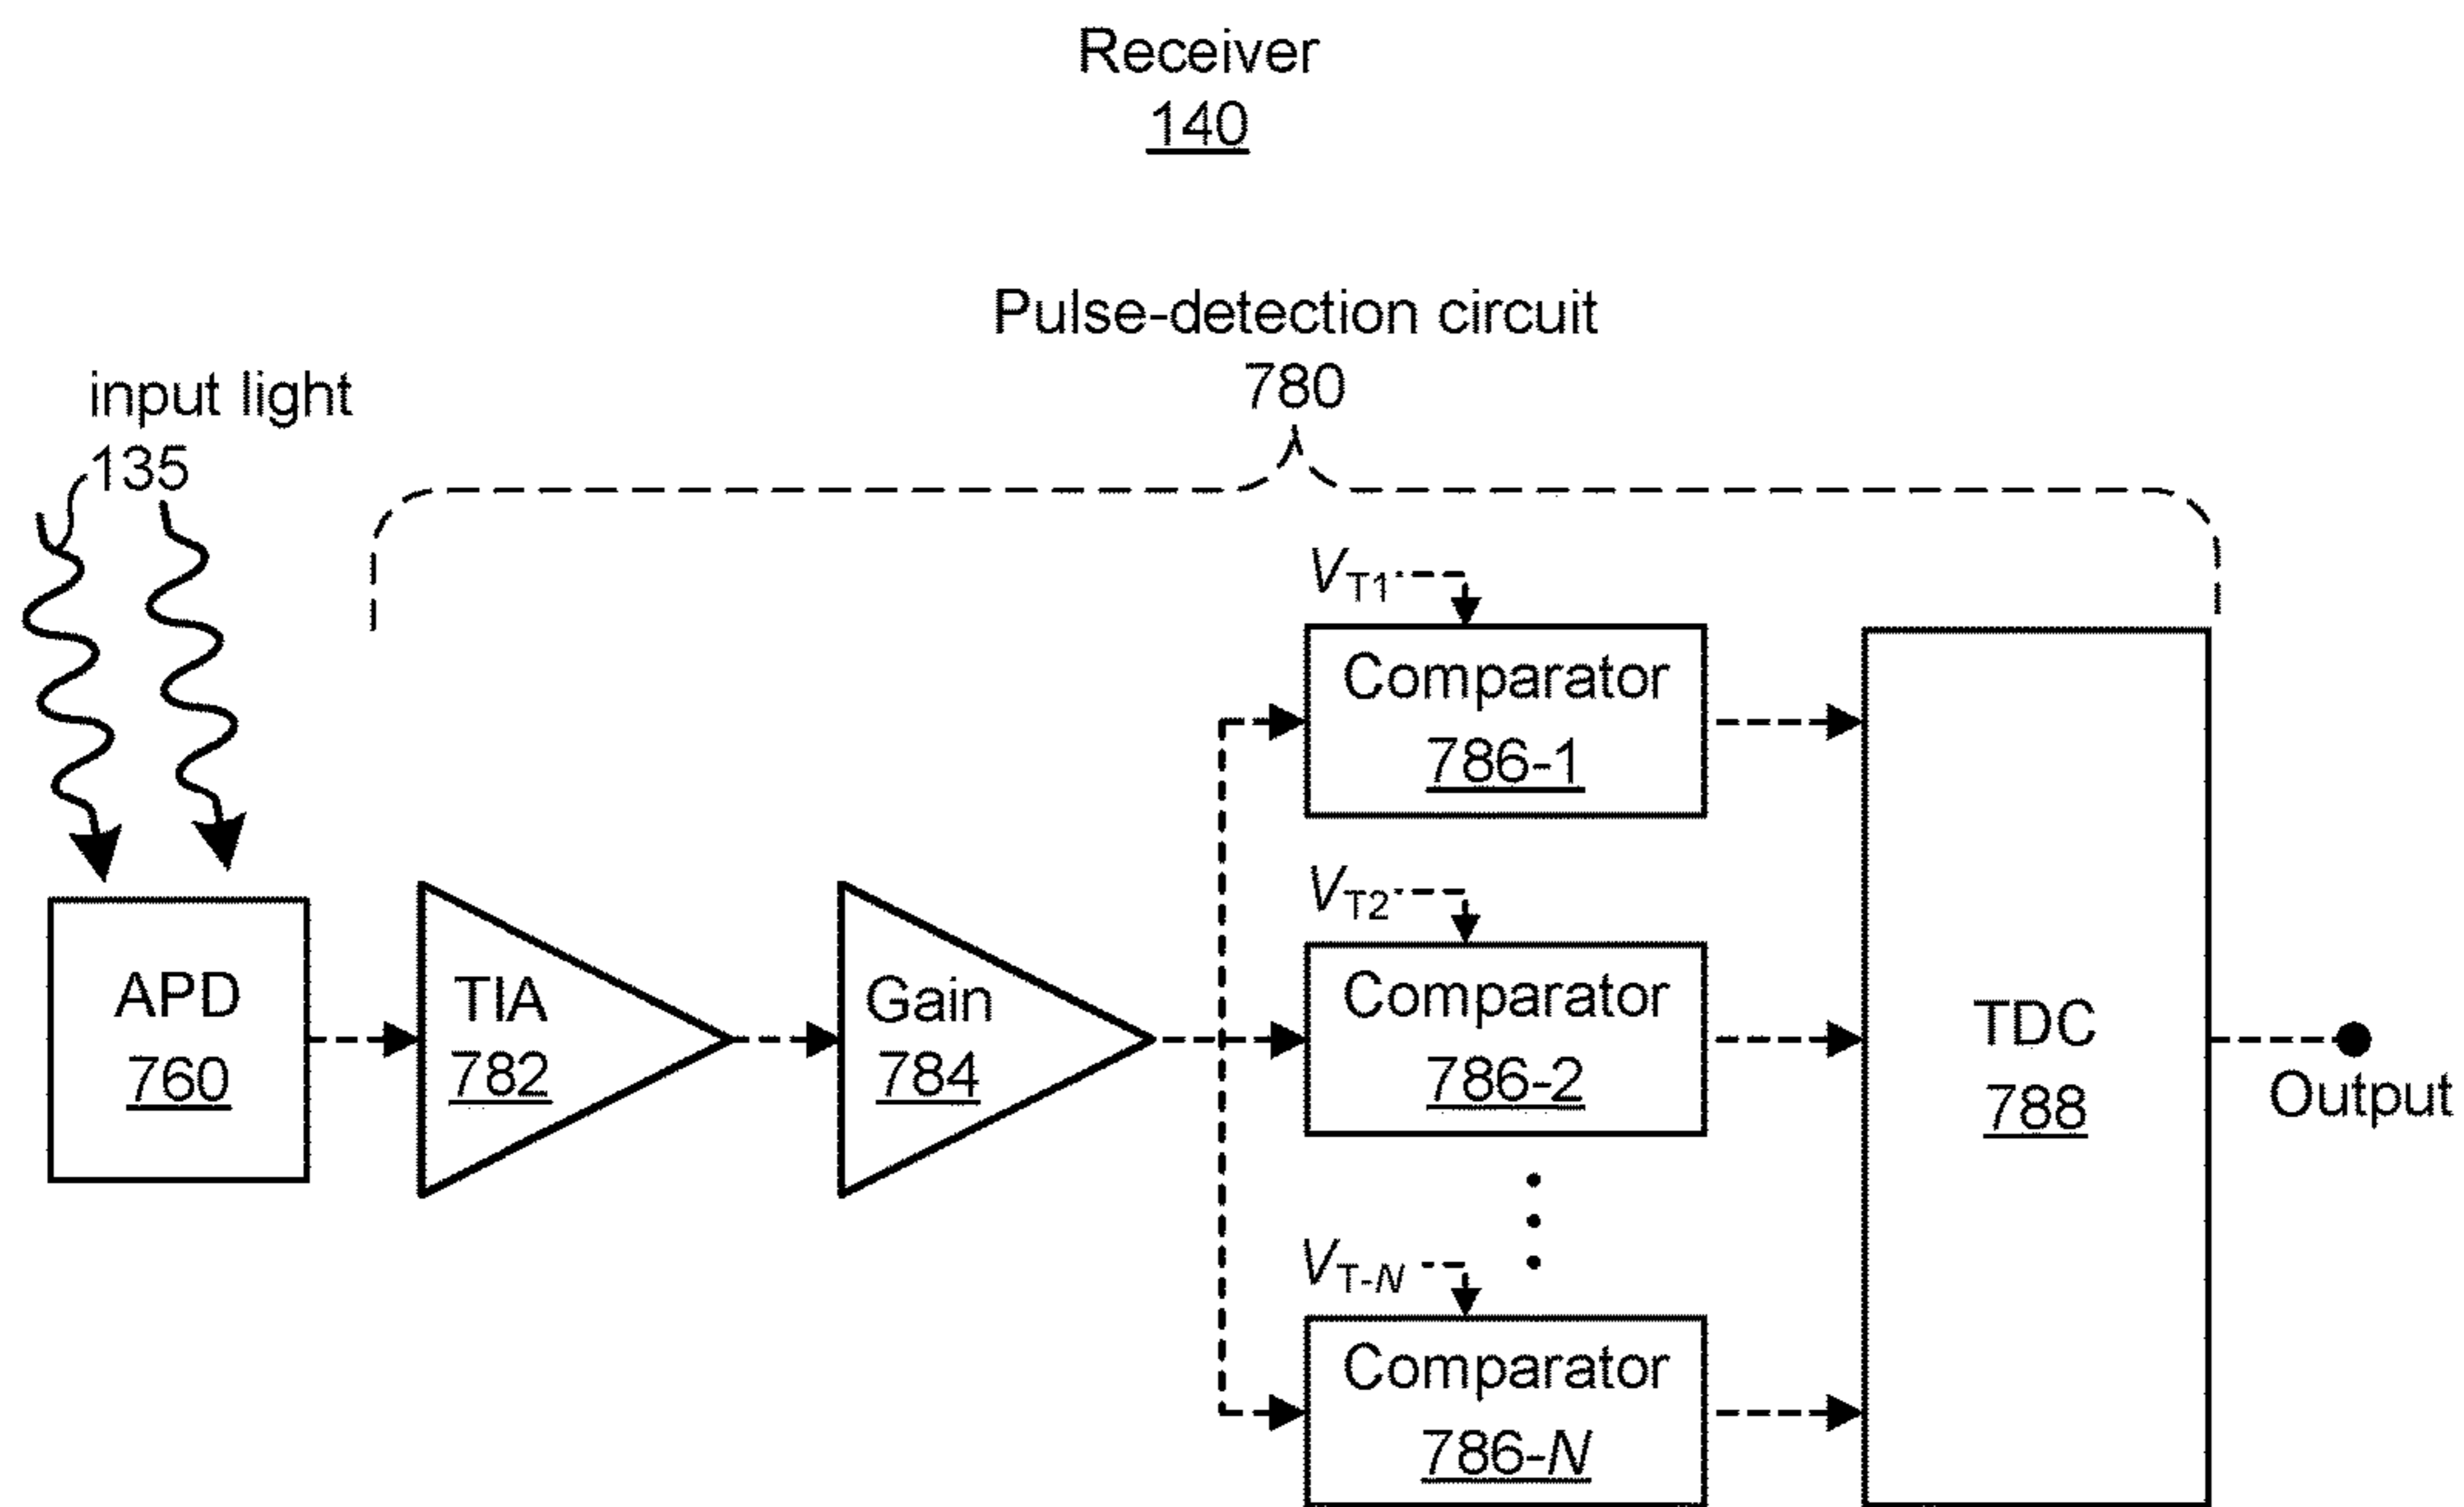 Receiver
140
Pulse-detection circuit
780
input light
135
APD
760
TIA
782
Gain
784
VT1
Comparator
786-1
VT2
Comparator
786-2
VT-N
Comparator
786-N
TDC
788
Output